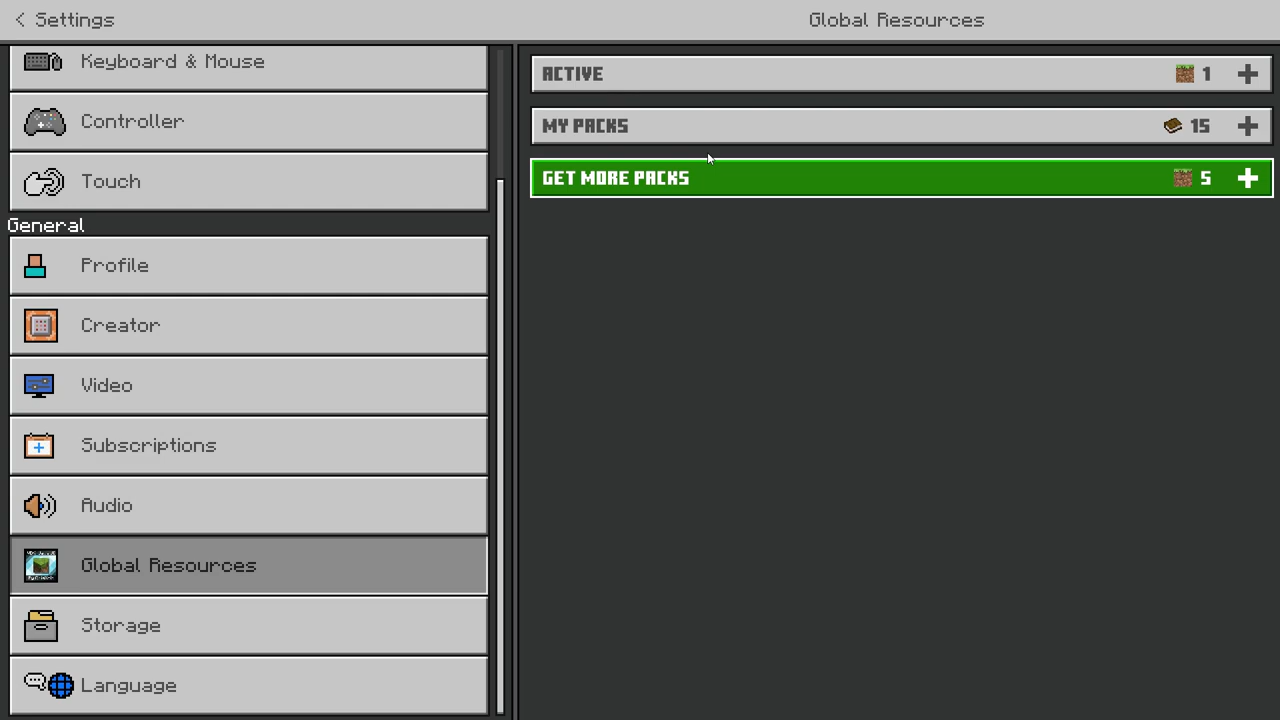 Settings
Global Resources
Keyboard & Mouse
Controller
Touch
General
Profile
Creator
Video
Subscriptions
Audio
Global Resources
Storage
Language
ACTIVE 1
MY PACKS 15
GET MORE PACKS 5